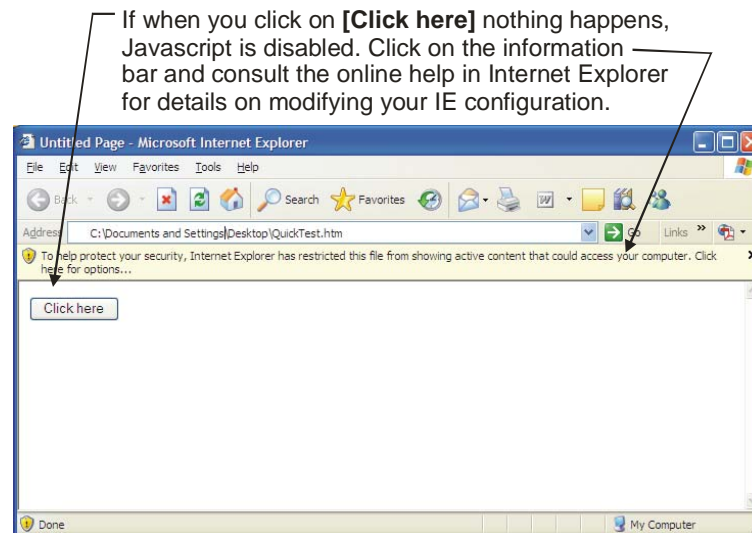 If when you click on [Click here] nothing happens,
Javascript is disabled. Click on the information
bar and consult the online help in Internet Explorer
for details on modifying your IE configuration.
Untitled Page - Microsoft Internet Explorer
File Edit View Favorites Tools Help
Back Search Favorites
Address C:\Documents and Settings\Desktop\QuickTest.htm Go Links »
To help protect your security, Internet Explorer has restricted this file from showing active content that could access your computer. Click
here for options...
Click here
Done My Computer